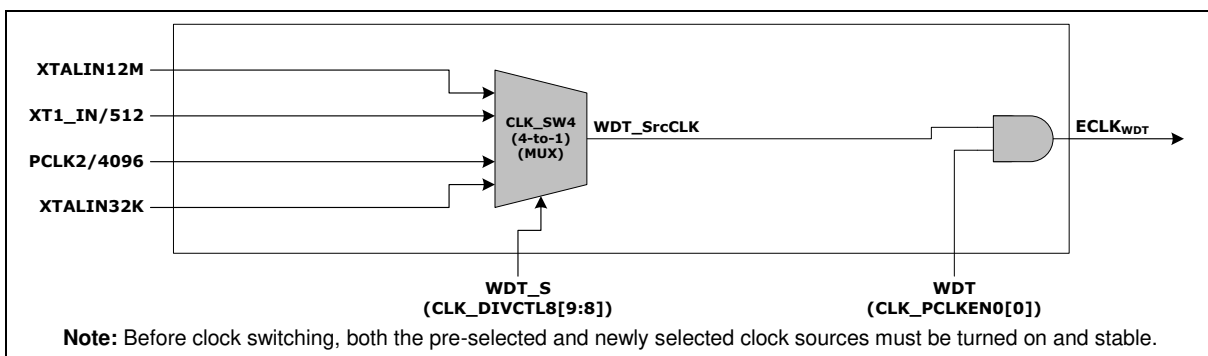 XTALIN12M
XT1_IN/512
PCLK2/4096
XTALIN32K
CLK_SW4
(4-to-1)
(MUX)
WDT_SrcCLK
ECLKWDT
WDT_S
(CLK_DIVCTL8[9:8])
WDT
(CLK_PCLKEN0[0])
Note: Before clock switching, both the pre-selected and newly selected clock sources must be turned on and stable.